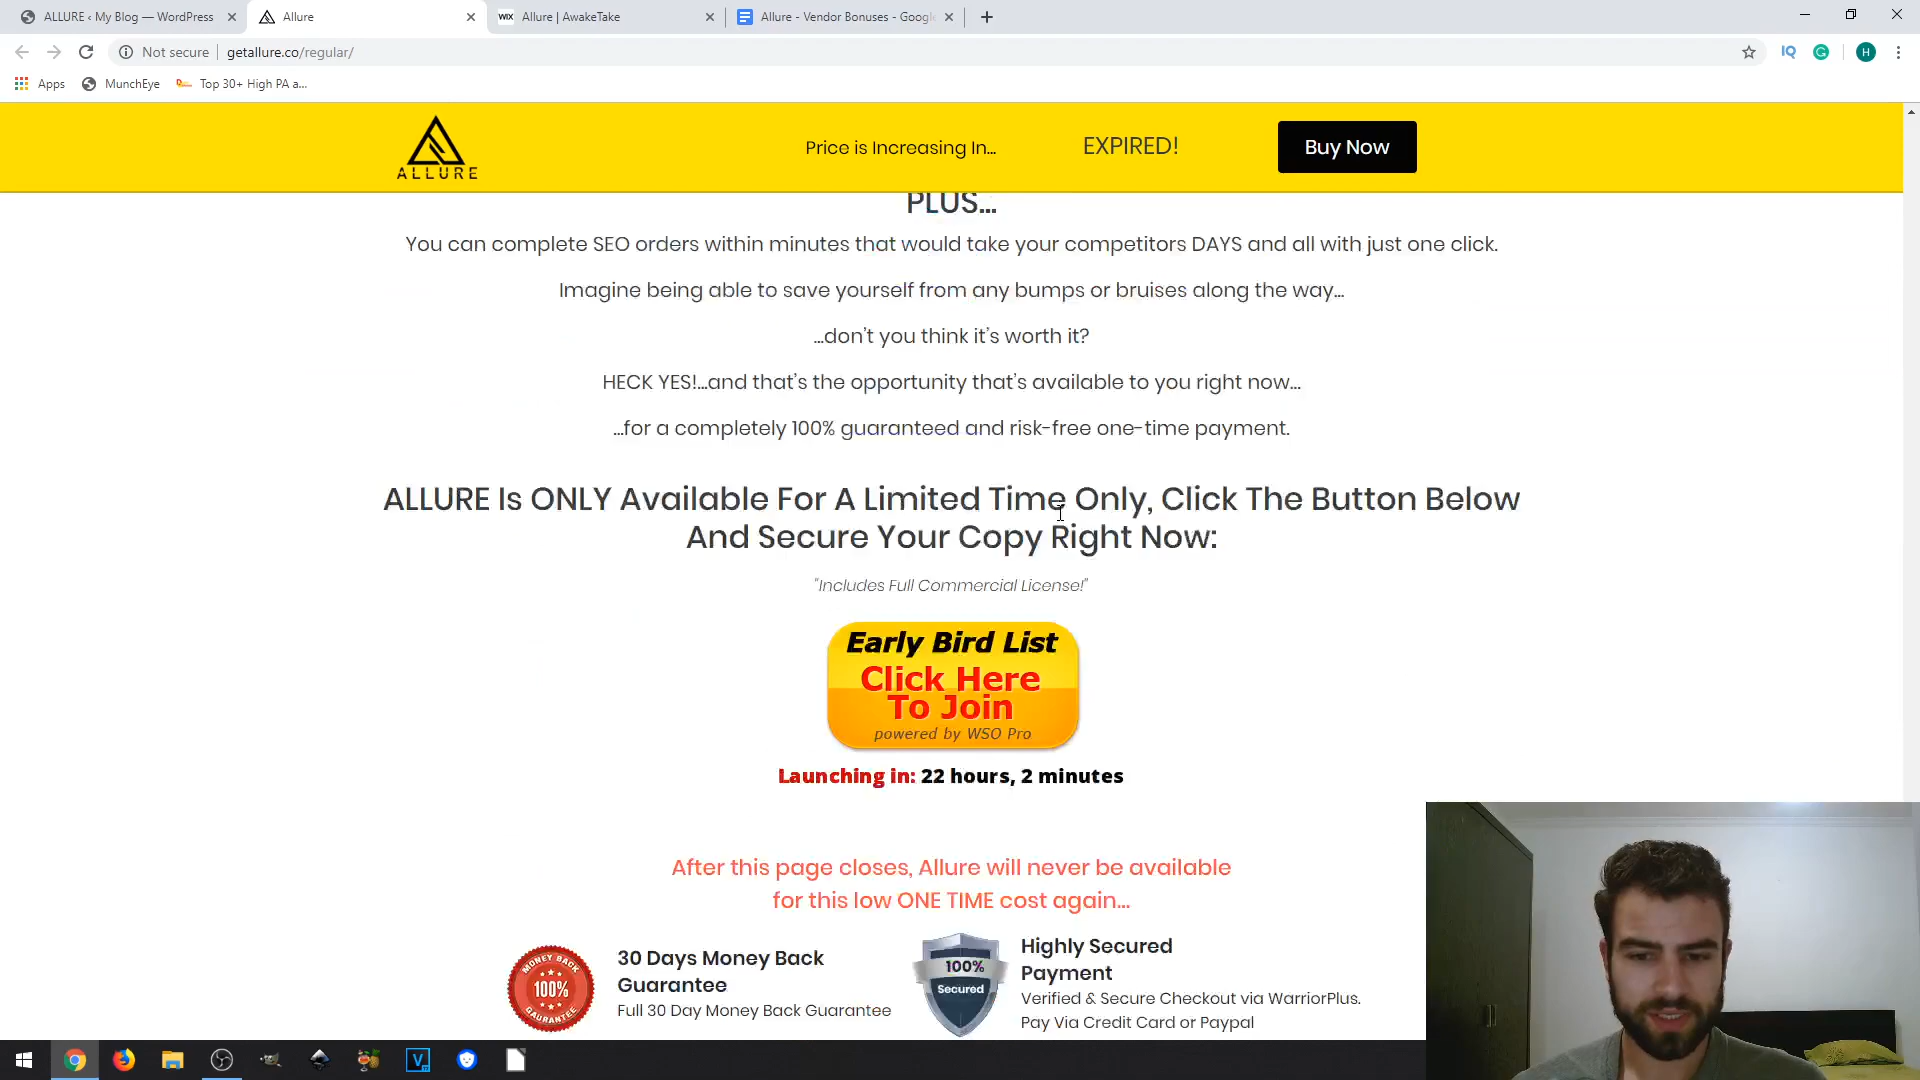 ALLURE ‹ My Blog — WordPress
Allure
WIX Allure | AwakeTake
Allure - Vendor Bonuses - Google
Not secure getallure.co/regular/
IQ
G
H
Apps MunchEye Top 30+ High PA a...
ALLURE
Price is Increasing In... EXPIRED! Buy Now
PLUS...
You can complete SEO orders within minutes that would take your competitors DAYS and all with just one click.
Imagine being able to save yourself from any bumps or bruises along the way...
...don't you think it's worth it?
HECK YES!...and that's the opportunity that's available to you right now...
...for a completely 100% guaranteed and risk-free one-time payment.
ALLURE Is ONLY Available For A Limited Time Only, Click The Button Below
And Secure Your Copy Right Now:
"Includes Full Commercial License!"
Early Bird List
Click Here
To Join
powered by WSO Pro
Launching in: 22 hours, 2 minutes
After this page closes, Allure will never be available
for this low ONE TIME cost again...
MONEY BACK
100%
GUARANTEE
30 Days Money Back
Guarantee
Full 30 Day Money Back Guarantee
100%
Secured
Highly Secured
Payment
Verified & Secure Checkout via WarriorPlus.
Pay Via Credit Card or Paypal
V